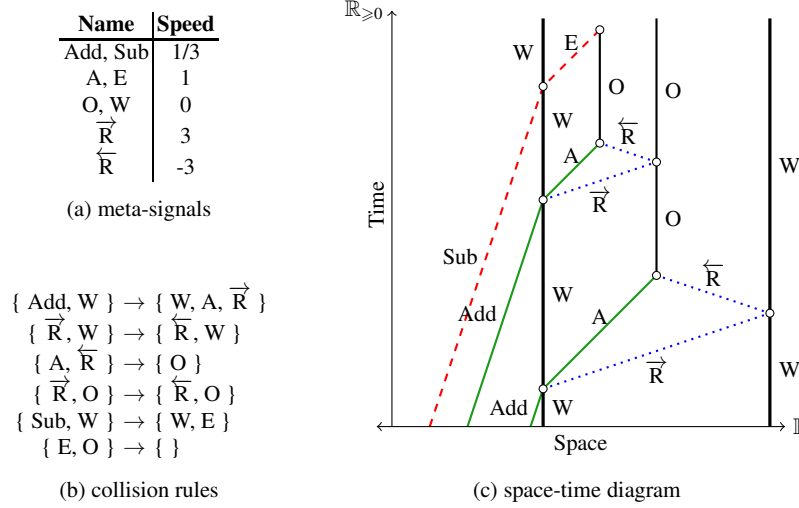 Name Speed
Add, Sub 1/3
A, E 1
O, W 0
R→ 3
R← -3
(a) meta-signals
{ Add, W } → { W, A, R→ }
{ R→, W } → { R←, W }
{ A, R← } → { O }
{ R→, O } → { R←, O }
{ Sub, W } → { W, E }
{ E, O } → { }
(b) collision rules
ℝ⩾0
E
W
O
O
W
R←
A
W
R→
Time
O
Sub
R←
W
Add
A
R→
W
Add
W
ℝ
Space
(c) space-time diagram